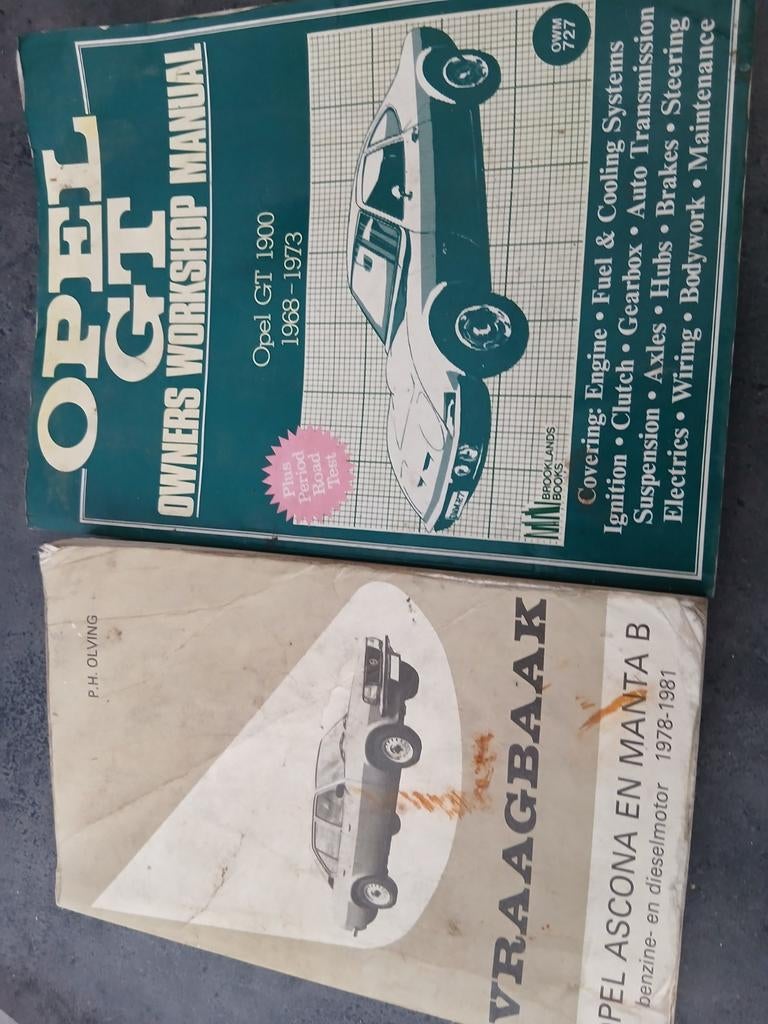 OPEL
GT
OWNERS WORKSHOP MANUAL
Opel GT 1900
1968-1973
Plus
Period
Road
Test
OWM
727
BROOKLANDS
BOOKS
Covering: Engine • Fuel & Cooling Systems
Ignition • Clutch • Gearbox • Auto Transmission
Suspension • Axles • Hubs • Brakes • Steering
Electrics • Wiring • Bodywork • Maintenance
P.H. OLVING
VRAAGBAAK
PEL ASCONA EN MANTA B
benzine- en dieselmotor 1978-1981